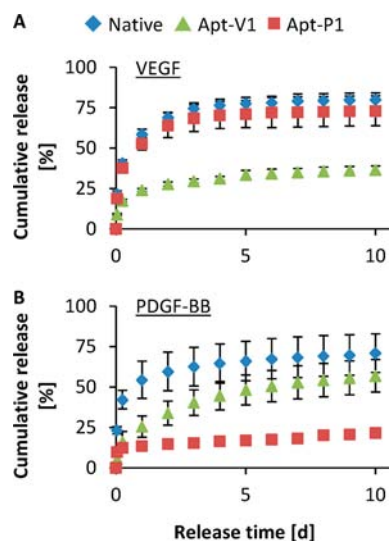 A
Native
Apt-V1
Apt-P1
VEGF
Cumulative release
[%]
100
75
50
25
0
0
5
10
B
PDGF-BB
Cumulative release
[%]
100
75
50
25
0
0
5
10
Release time [d]